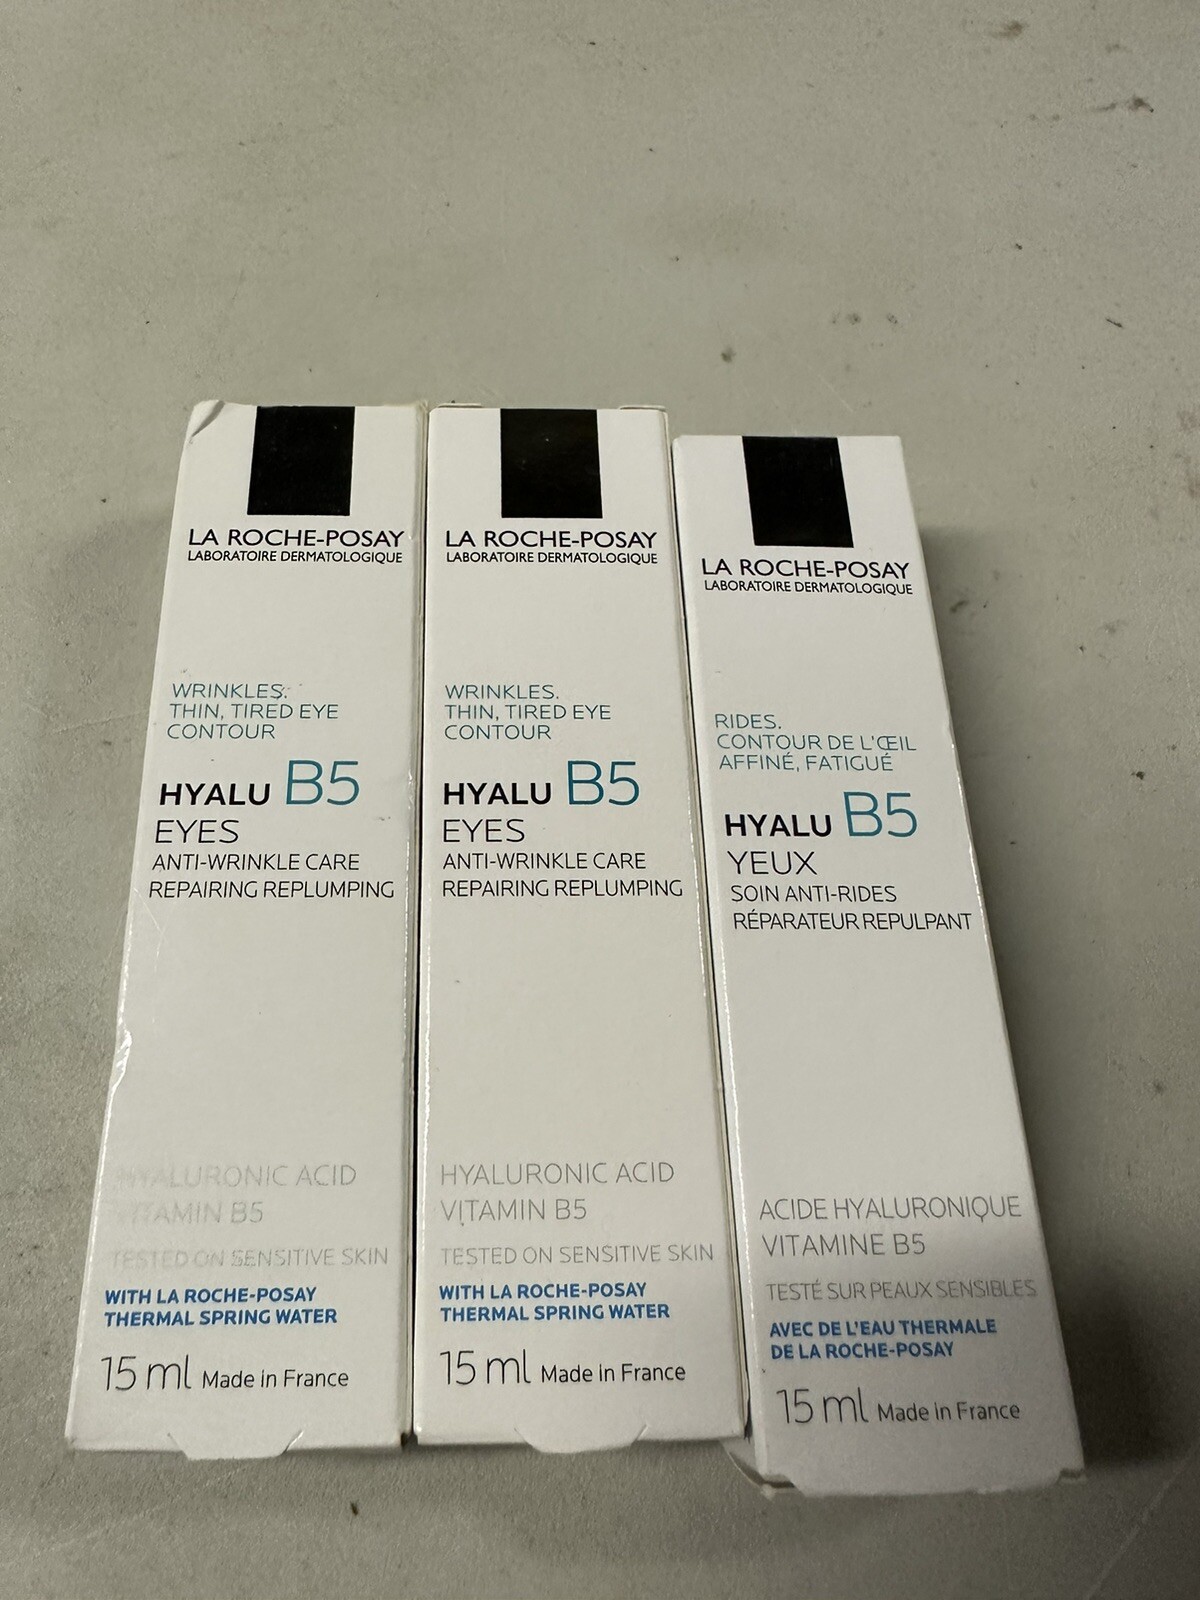 LA ROCHE-POSAY
LABORATOIRE DERMATOLOGIQUE
WRINKLES.
THIN, TIRED EYE
CONTOUR
HYALU B5
EYES
ANTI-WRINKLE CARE
REPAIRING REPLUMPING
HYALURONIC ACID
VITAMIN B5
TESTED ON SENSITIVE SKIN
WITH LA ROCHE-POSAY
THERMAL SPRING WATER
15 ml Made in France
LA ROCHE-POSAY
LABORATOIRE DERMATOLOGIQUE
WRINKLES.
THIN, TIRED EYE
CONTOUR
HYALU B5
EYES
ANTI-WRINKLE CARE
REPAIRING REPLUMPING
HYALURONIC ACID
VITAMIN B5
TESTED ON SENSITIVE SKIN
WITH LA ROCHE-POSAY
THERMAL SPRING WATER
15 ml Made in France
LA ROCHE-POSAY
LABORATOIRE DERMATOLOGIQUE
RIDES.
CONTOUR DE L'ŒIL
AFFINÉ, FATIGUÉ
HYALU B5
YEUX
SOIN ANTI-RIDES
RÉPARATEUR REPULPANT
ACIDE HYALURONIQUE
VITAMINE B5
TESTÉ SUR PEAUX SENSIBLES
AVEC DE L'EAU THERMALE
DE LA ROCHE-POSAY
15 ml Made in France